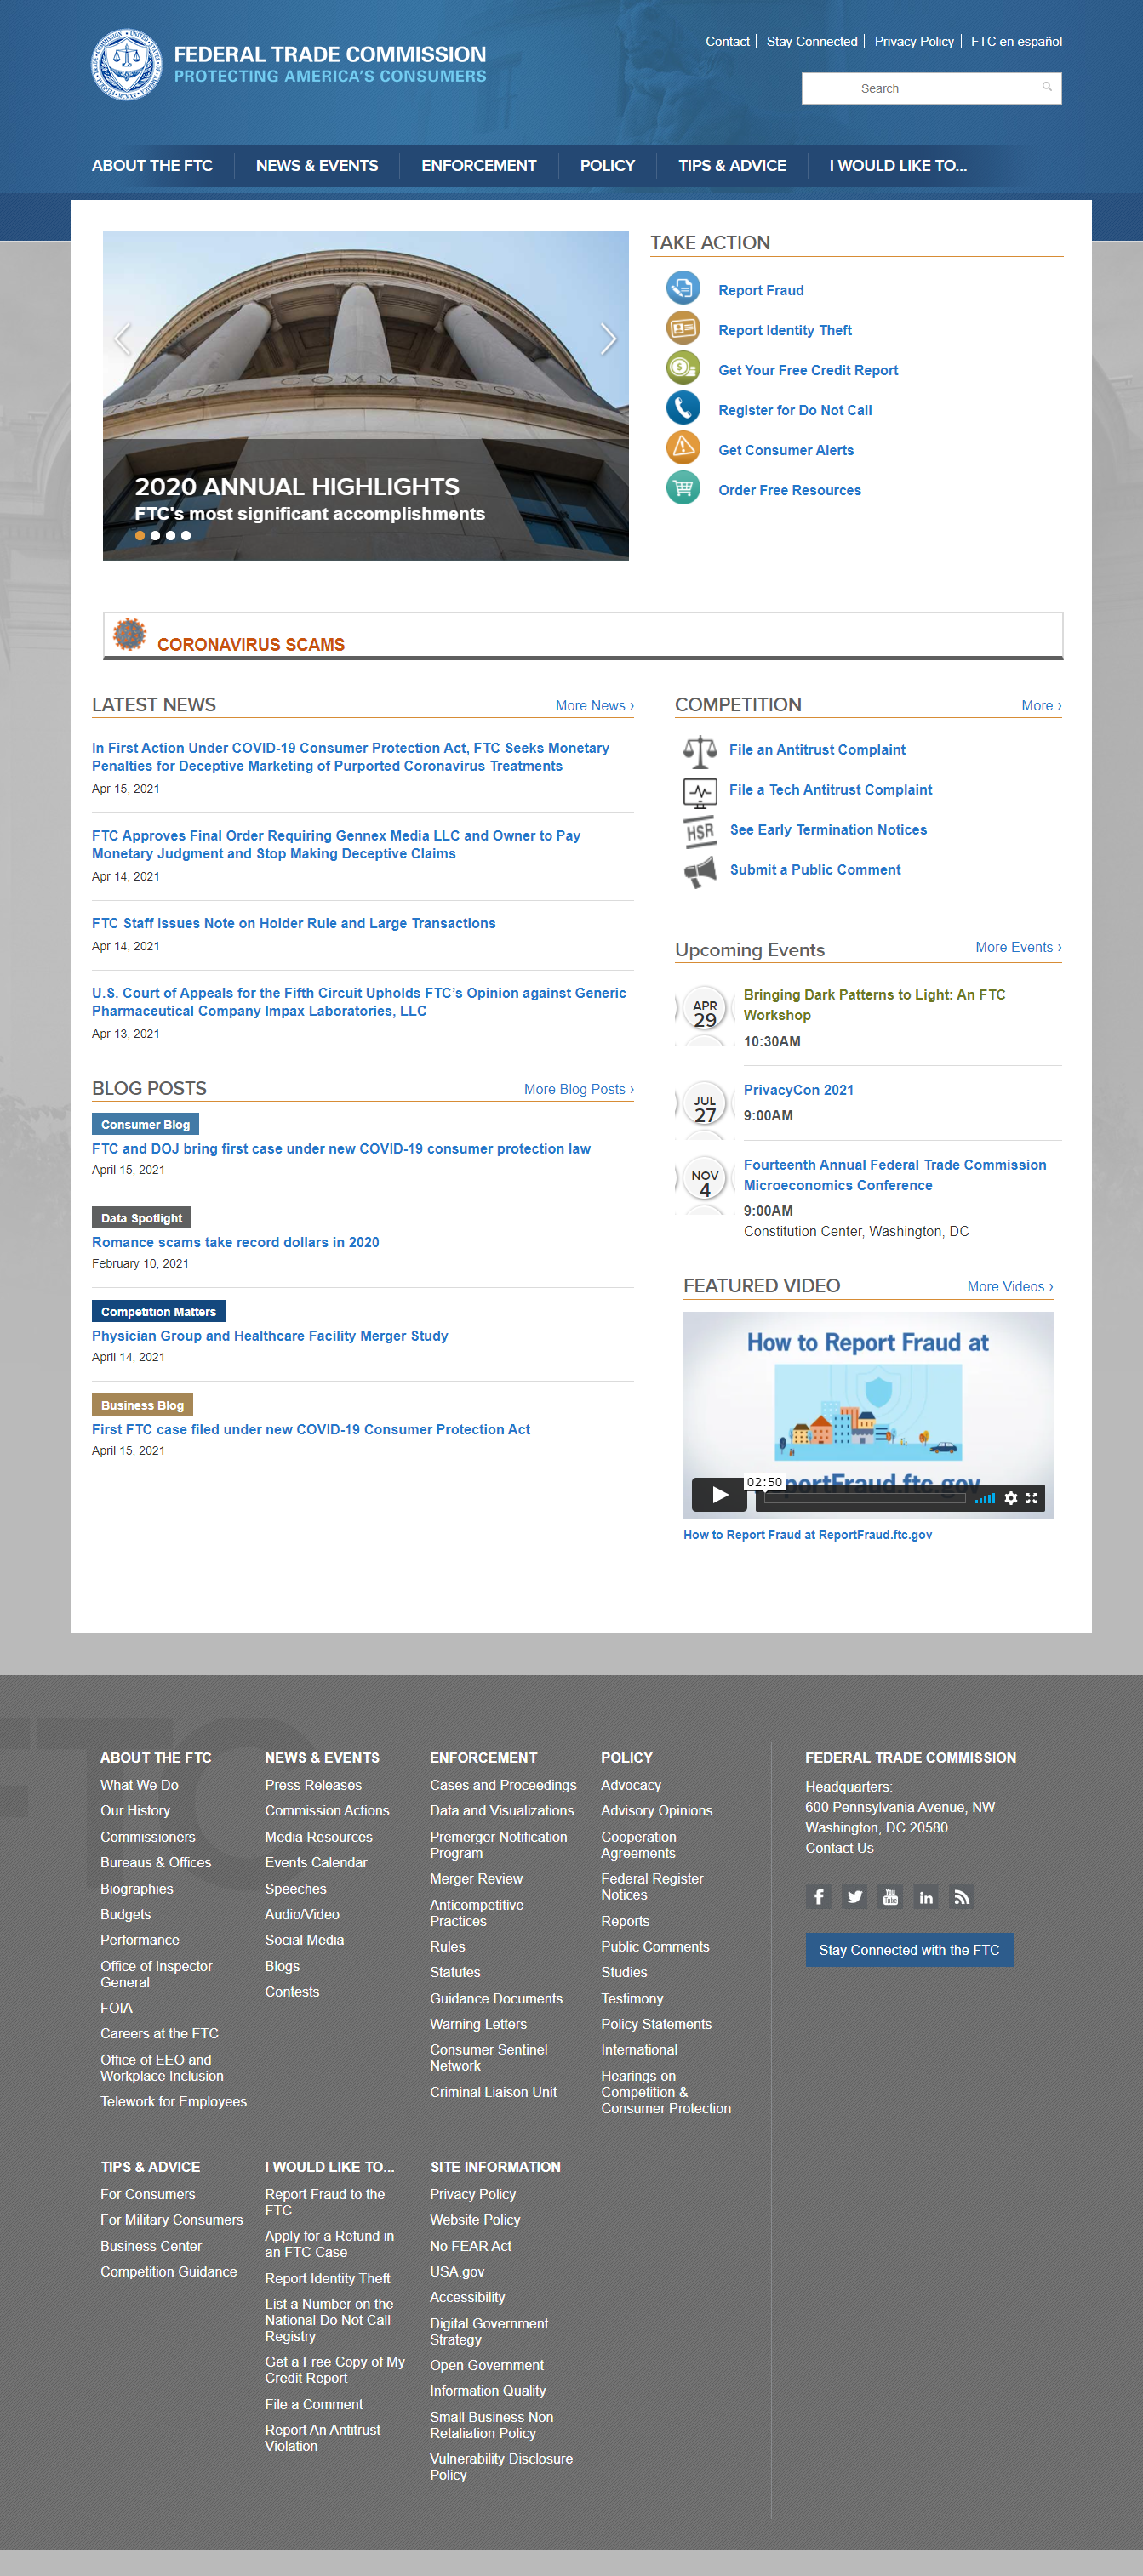 FEDERAL TRADE COMMISSION
PROTECTING AMERICA'S CONSUMERS
Contact
Stay Connected
Privacy Policy
FTC en español
Search
ABOUT THE FTC
NEWS & EVENTS
ENFORCEMENT
POLICY
TIPS & ADVICE
I WOULD LIKE TO...
TRADE COMMISSION
2020 ANNUAL HIGHLIGHTS
FTC's most significant accomplishments
TAKE ACTION
Report Fraud
Report Identity Theft
Get Your Free Credit Report
Register for Do Not Call
Get Consumer Alerts
Order Free Resources
CORONAVIRUS SCAMS
LATEST NEWS
More News ›
In First Action Under COVID-19 Consumer Protection Act, FTC Seeks Monetary
Penalties for Deceptive Marketing of Purported Coronavirus Treatments
Apr 15, 2021
FTC Approves Final Order Requiring Gennex Media LLC and Owner to Pay
Monetary Judgment and Stop Making Deceptive Claims
Apr 14, 2021
FTC Staff Issues Note on Holder Rule and Large Transactions
Apr 14, 2021
U.S. Court of Appeals for the Fifth Circuit Upholds FTC's Opinion against Generic
Pharmaceutical Company Impax Laboratories, LLC
Apr 13, 2021
BLOG POSTS
More Blog Posts ›
Consumer Blog
FTC and DOJ bring first case under new COVID-19 consumer protection law
April 15, 2021
Data Spotlight
Romance scams take record dollars in 2020
February 10, 2021
Competition Matters
Physician Group and Healthcare Facility Merger Study
April 14, 2021
Business Blog
First FTC case filed under new COVID-19 Consumer Protection Act
April 15, 2021
COMPETITION
More ›
File an Antitrust Complaint
File a Tech Antitrust Complaint
HSR
See Early Termination Notices
Submit a Public Comment
Upcoming Events
More Events ›
APR
29
Bringing Dark Patterns to Light: An FTC
Workshop
10:30AM
JUL
27
PrivacyCon 2021
9:00AM
NOV
4
Fourteenth Annual Federal Trade Commission
Microeconomics Conference
9:00AM
Constitution Center, Washington, DC
FEATURED VIDEO
More Videos ›
How to Report Fraud at
portFraud.ftc.gov
02:50
How to Report Fraud at ReportFraud.ftc.gov
FTC
ABOUT THE FTC
What We Do
Our History
Commissioners
Bureaus & Offices
Biographies
Budgets
Performance
Office of Inspector
General
FOIA
Careers at the FTC
Office of EEO and
Workplace Inclusion
Telework for Employees
NEWS & EVENTS
Press Releases
Commission Actions
Media Resources
Events Calendar
Speeches
Audio/Video
Social Media
Blogs
Contests
ENFORCEMENT
Cases and Proceedings
Data and Visualizations
Premerger Notification
Program
Merger Review
Anticompetitive
Practices
Rules
Statutes
Guidance Documents
Warning Letters
Consumer Sentinel
Network
Criminal Liaison Unit
POLICY
Advocacy
Advisory Opinions
Cooperation
Agreements
Federal Register
Notices
Reports
Public Comments
Studies
Testimony
Policy Statements
International
Hearings on
Competition &
Consumer Protection
FEDERAL TRADE COMMISSION
Headquarters:
600 Pennsylvania Avenue, NW
Washington, DC 20580
Contact Us
You
Tube
Stay Connected with the FTC
TIPS & ADVICE
For Consumers
For Military Consumers
Business Center
Competition Guidance
I WOULD LIKE TO...
Report Fraud to the
FTC
Apply for a Refund in
an FTC Case
Report Identity Theft
List a Number on the
National Do Not Call
Registry
Get a Free Copy of My
Credit Report
File a Comment
Report An Antitrust
Violation
SITE INFORMATION
Privacy Policy
Website Policy
No FEAR Act
USA.gov
Accessibility
Digital Government
Strategy
Open Government
Information Quality
Small Business Non-
Retaliation Policy
Vulnerability Disclosure
Policy